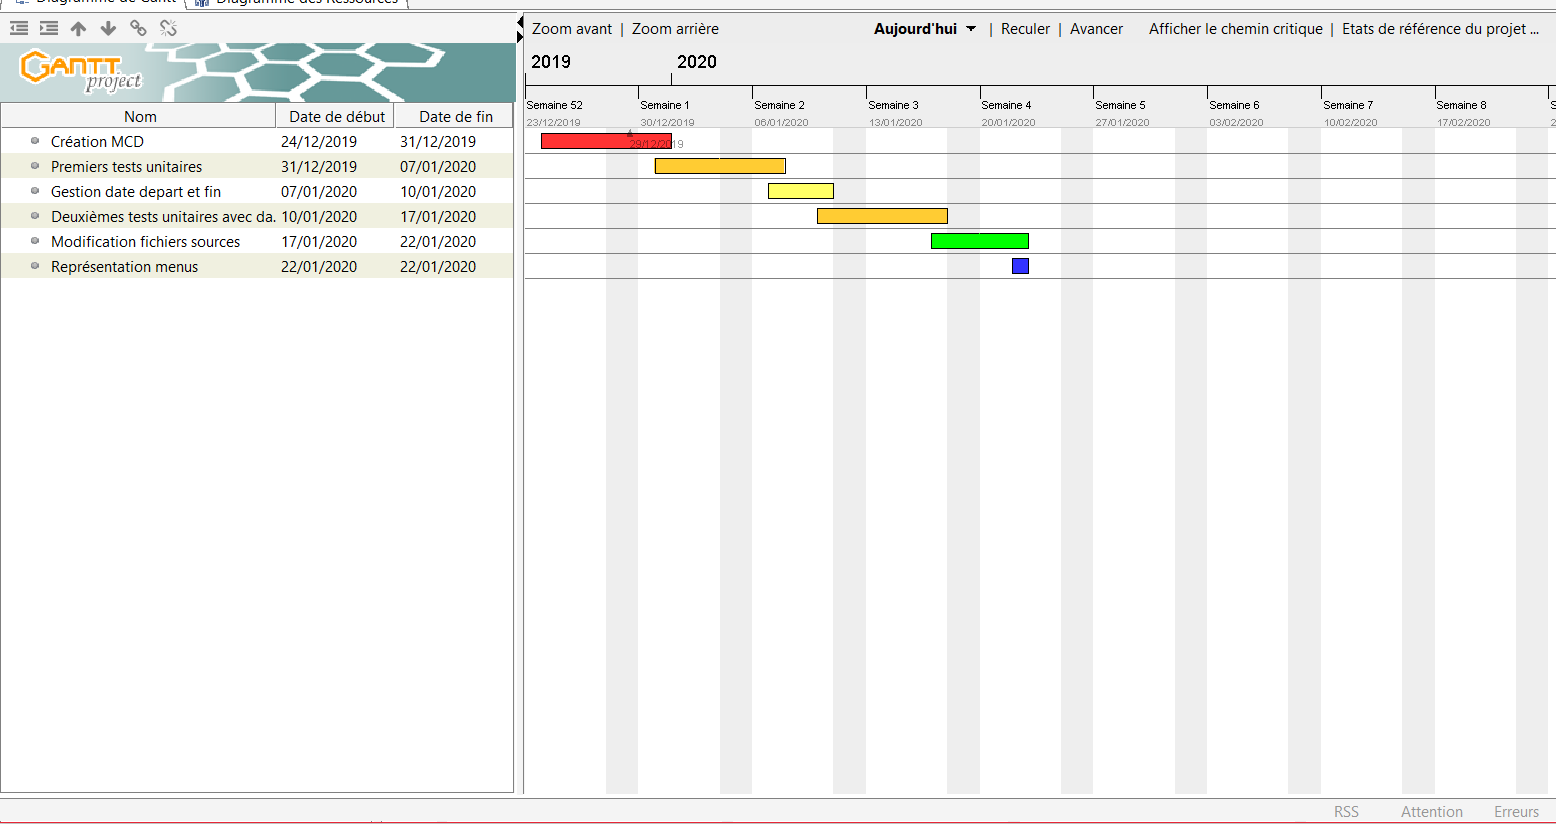 Diagramme de Gantt Diagramme des Ressources
Zoom avant | Zoom arrière Aujourd'hui | Reculer | Avancer Afficher le chemin critique | Etats de référence du projet ...
GANTT
project
2019 2020
Semaine 52 Semaine 1 Semaine 2 Semaine 3 Semaine 4 Semaine 5 Semaine 6 Semaine 7 Semaine 8 S
23/12/2019 30/12/2019 06/01/2020 13/01/2020 20/01/2020 27/01/2020 03/02/2020 10/02/2020 17/02/2020 2
Nom Date de début Date de fin
Création MCD 24/12/2019 31/12/2019
29/12/2019
Premiers tests unitaires 31/12/2019 07/01/2020
Gestion date depart et fin 07/01/2020 10/01/2020
Deuxièmes tests unitaires avec da. 10/01/2020 17/01/2020
Modification fichiers sources 17/01/2020 22/01/2020
Représentation menus 22/01/2020 22/01/2020
RSS Attention Erreurs